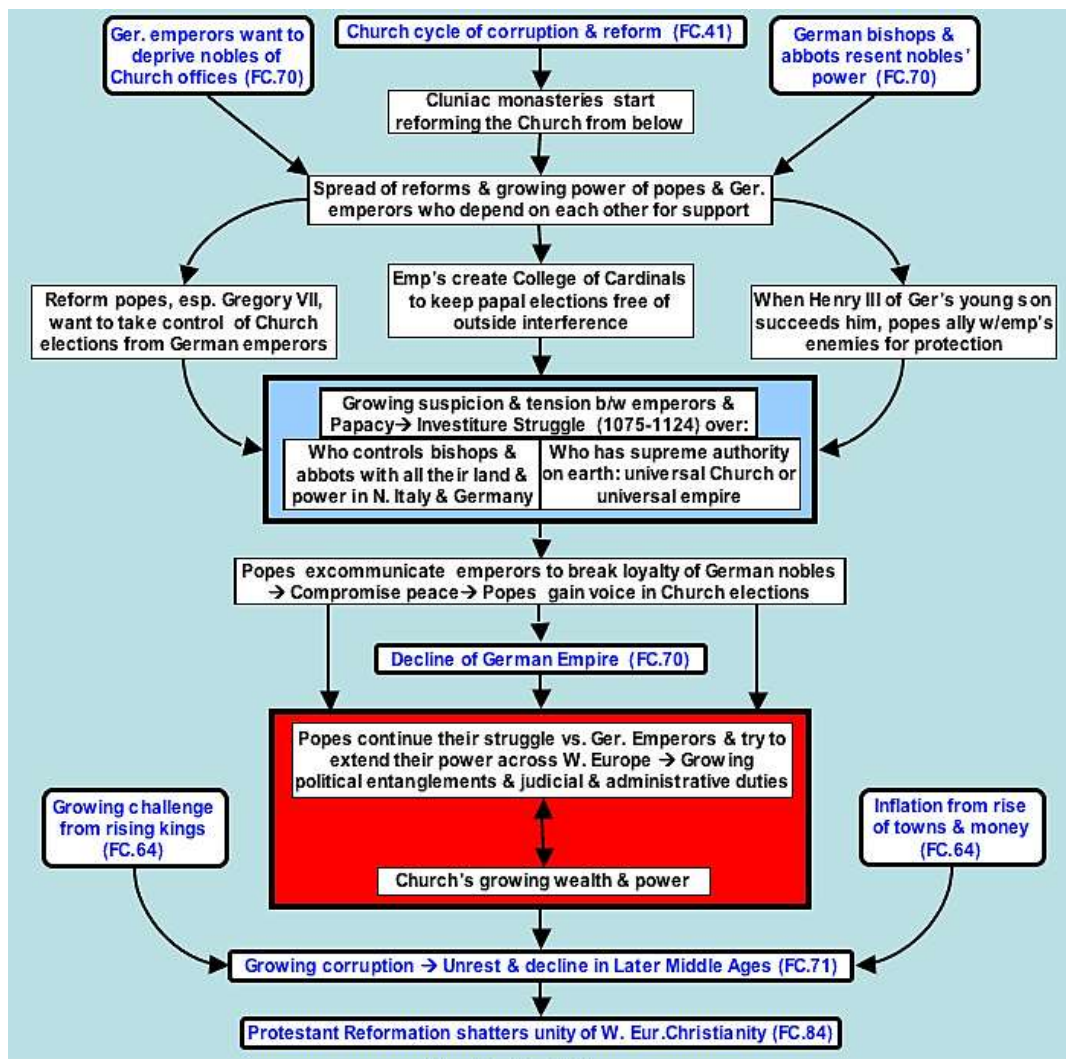 Ger. emperors want to
deprive nobles of
Church offices (FC.70)
Church cycle of corruption & reform (FC.41)
German bishops &
abbots resent nobles'
power (FC.70)
Cluniac monasteries start
reforming the Church from below
Spread of reforms & growing power of popes & Ger.
emperors who depend on each other for support
Reform popes, esp. Gregory VII,
want to take control of Church
elections from German emperors
Emp's create College of Cardinals
to keep papal elections free of
outside interference
When Henry III of Ger's young son
succeeds him, popes ally w/emp's
enemies for protection
Growing suspicion & tension b/w emperors &
Papacy→ Investiture Struggle (1075-1124) over:
Who controls bishops &
abbots with all their land &
power in N. Italy & Germany
Who has supreme authority
on earth: universal Church or
universal empire
Popes excommunicate emperors to break loyalty of German nobles
→ Compromise peace→ Popes gain voice in Church elections
Decline of German Empire (FC.70)
Popes continue their struggle vs. Ger. Emperors & try to
extend their power across W. Europe → Growing
political entanglements & judicial & administrative duties
Growing challenge
from rising kings
(FC.64)
Inflation from rise
of towns & money
(FC.64)
Church's growing wealth & power
Growing corruption → Unrest & decline in Later Middle Ages (FC.71)
Protestant Reformation shatters unity of W. Eur.Christianity (FC.84)